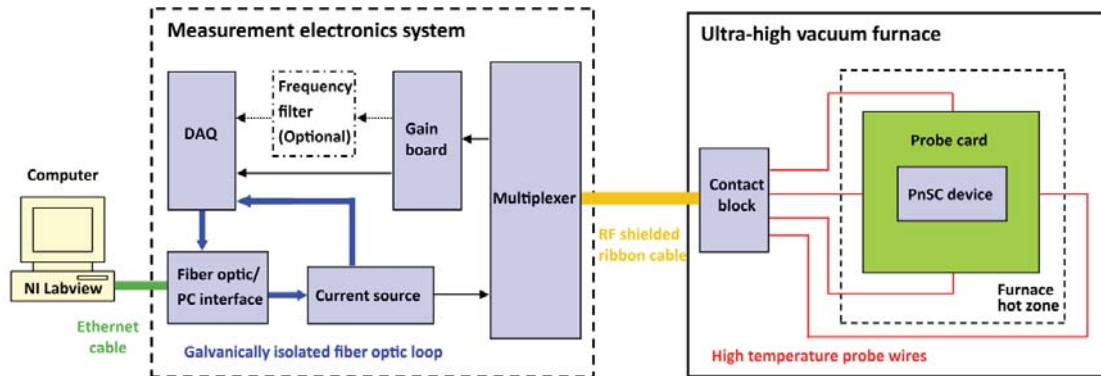 Measurement electronics system
Ultra-high vacuum furnace
Frequency
filter
(Optional)
DAQ
Gain
board
Probe card
Computer
Contact
block
PnSC device
Multiplexer
RF shielded
ribbon cable
NI Labview
Fiber optic/
PC interface
Current source
Furnace
hot zone
Ethernet
cable
Galvanically isolated fiber optic loop
High temperature probe wires